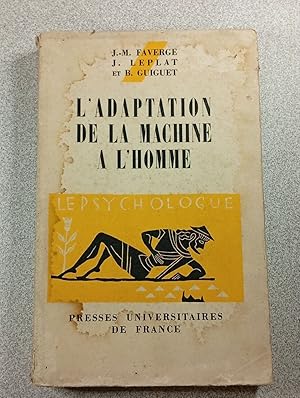 J.-M. FAVERGE
J. LEPLAT
ET B. GUIGUET
L'ADAPTATION
DE LA MACHINE
A L'HOMME
LE PSYCHOLOGUE
PRESSES UNIVERSITAIRES
DE FRANCE